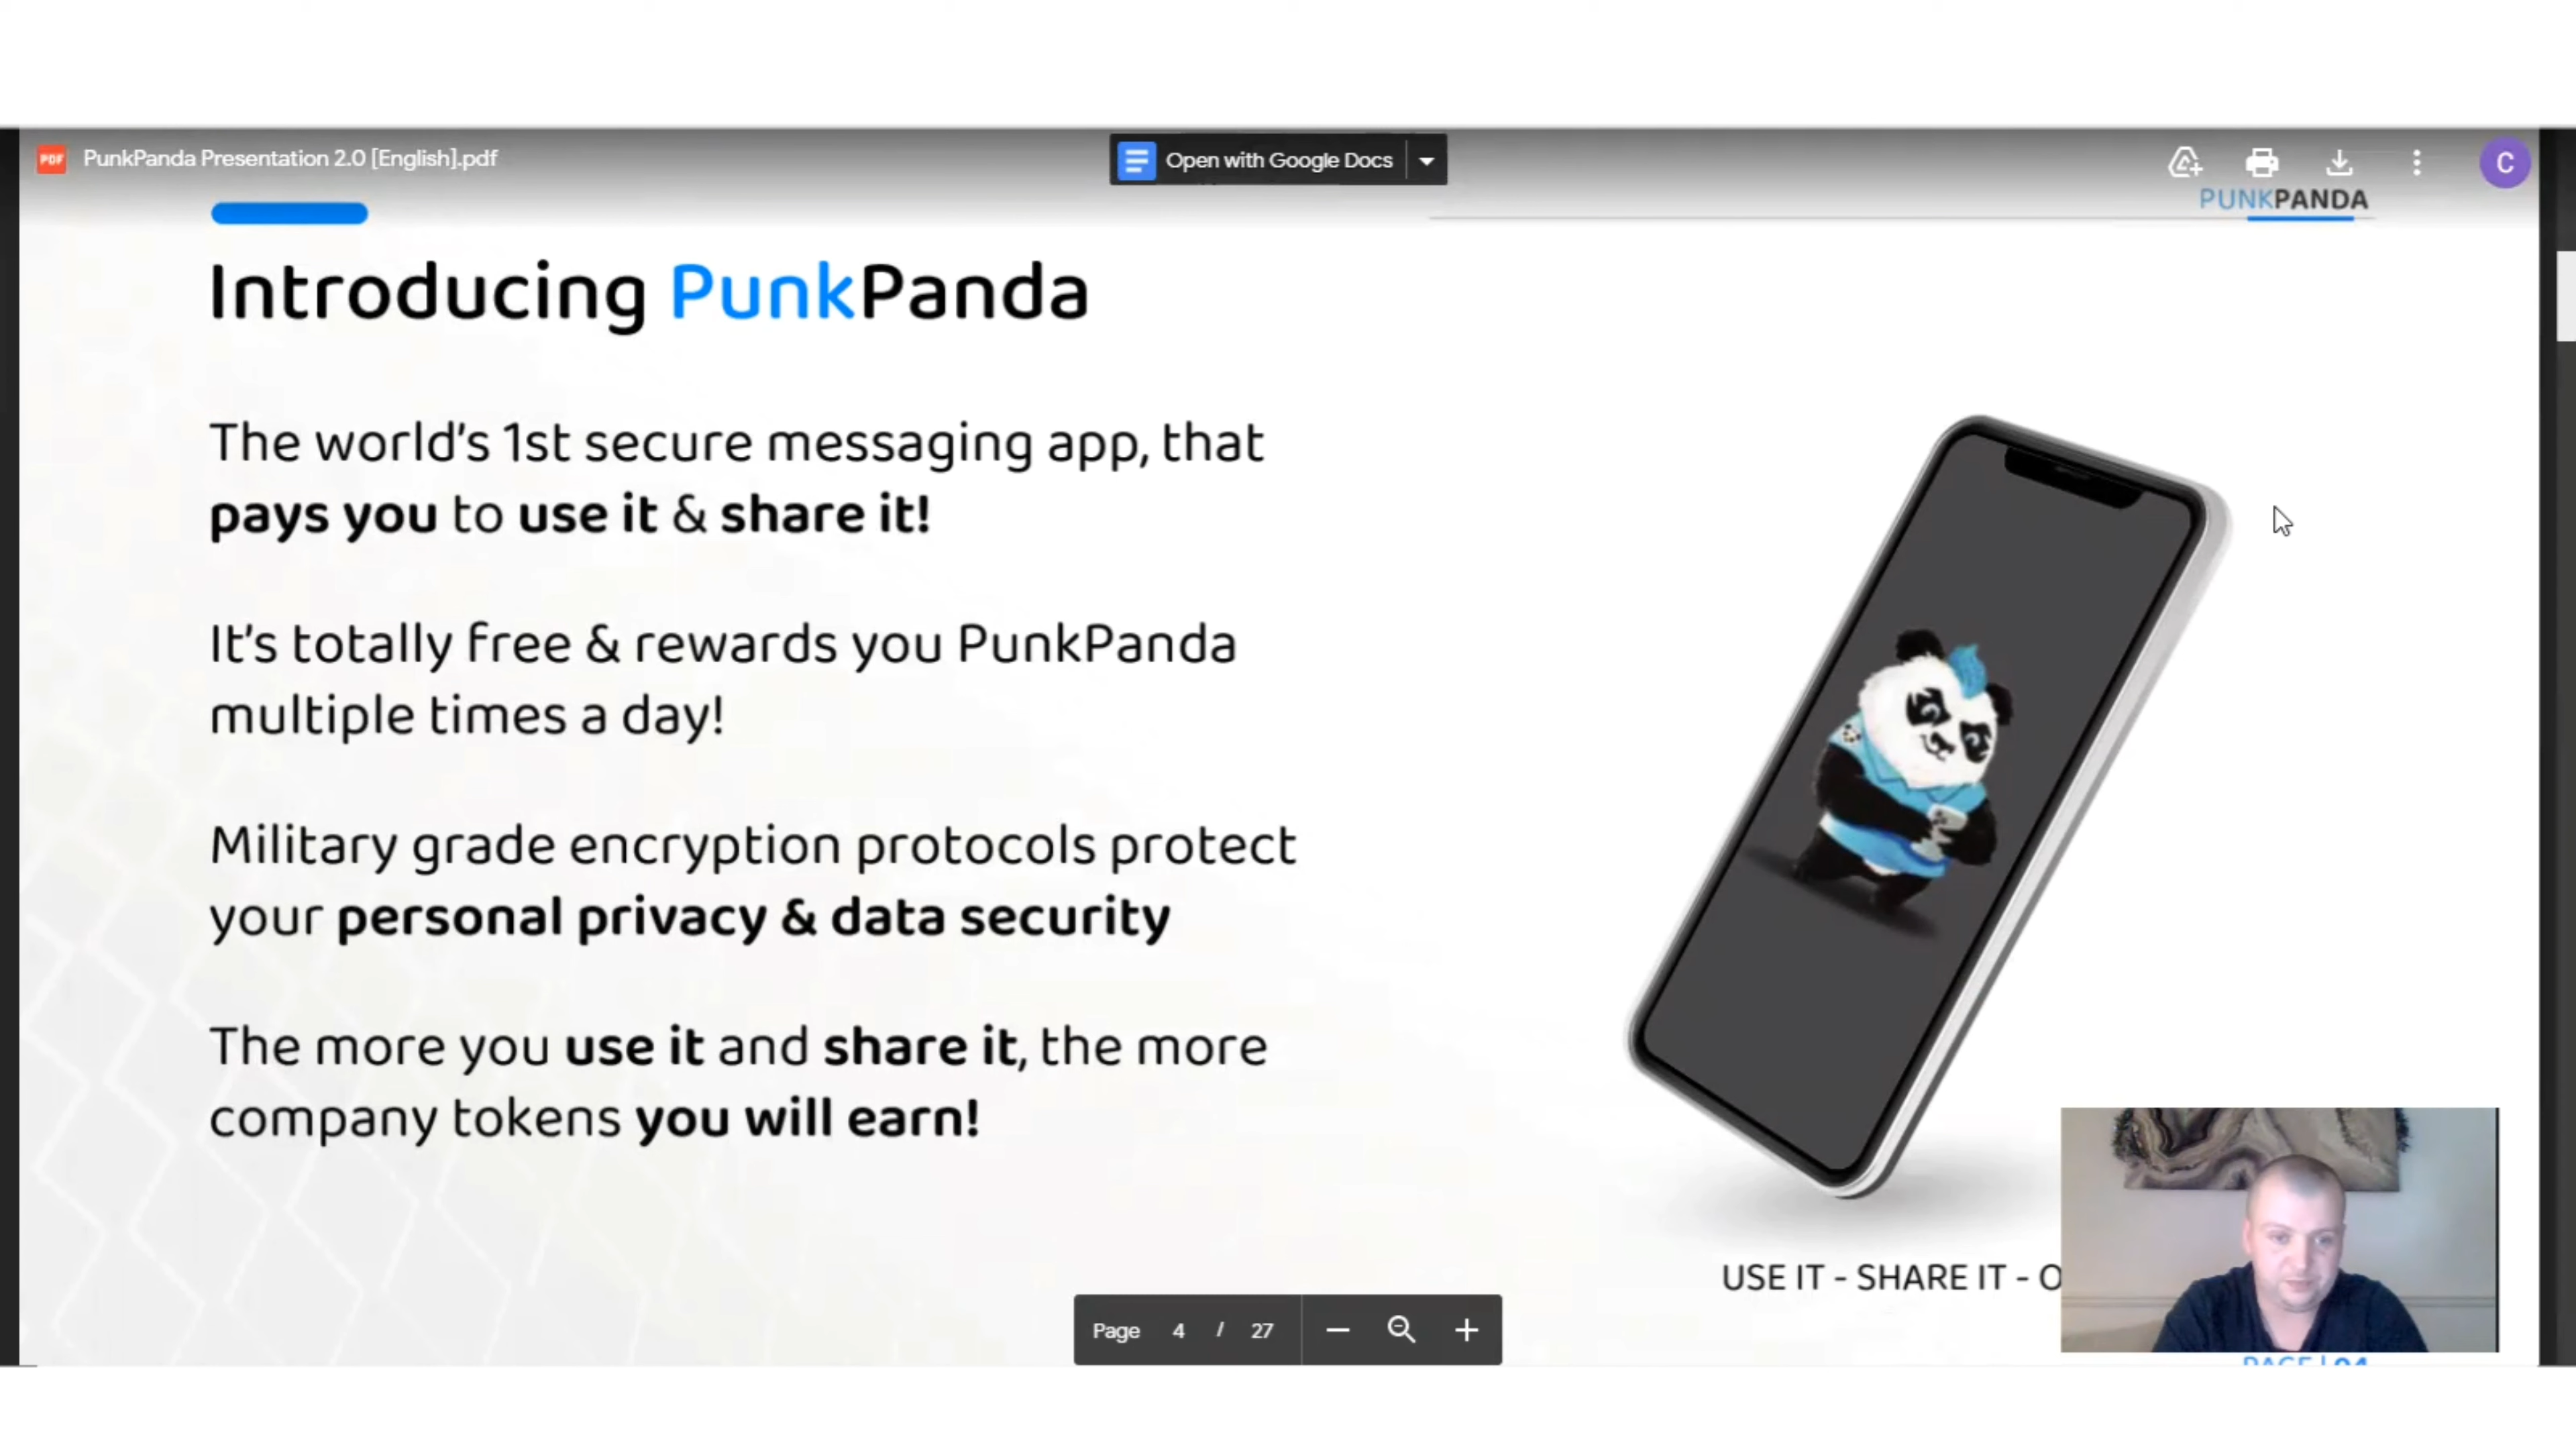 PDF PunkPanda Presentation 2.0 [English].pdf
Open with Google Docs
C
PUNKPANDA
Introducing PunkPanda
The world's 1st secure messaging app, that
pays you to use it & share it!
It's totally free & rewards you PunkPanda
multiple times a day!
Military grade encryption protocols protect
your personal privacy & data security
The more you use it and share it, the more
company tokens you will earn!
USE IT - SHARE IT - O
Page 4 / 27
PAGE | 04